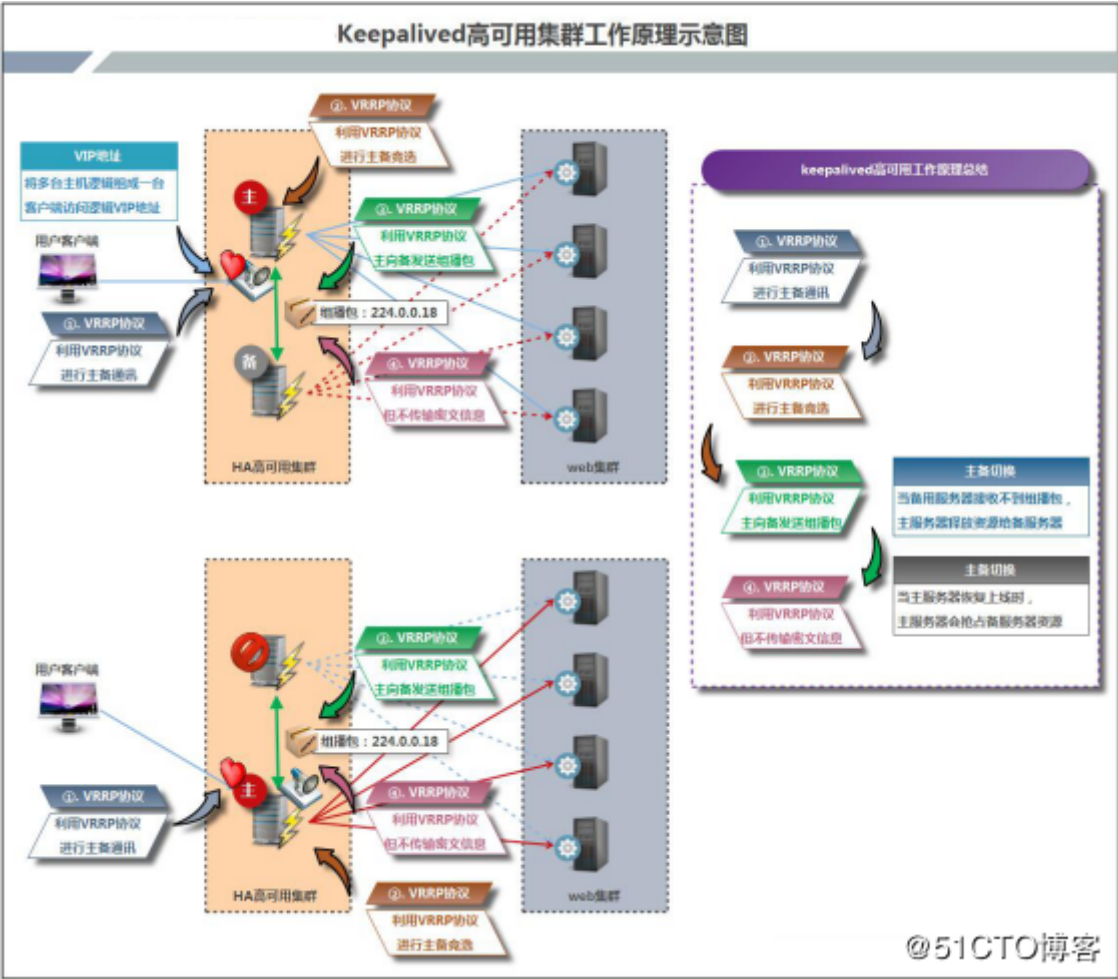 Keepalived高可用集群工作原理示意图
②. VRRP协议
利用VRRP协议
进行主备竞选
VIP地址
将多台主机逻辑组成一台
客户端访问逻辑VIP地址
主
③. VRRP协议
利用VRRP协议
主向备发送组播包
用户客户端
组播包：224.0.0.18
①. VRRP协议
利用VRRP协议
进行主备通讯
备
④. VRRP协议
利用VRRP协议
但不传输密文信息
HA高可用集群
web集群
keepalived高可用工作原理总结
①. VRRP协议
利用VRRP协议
进行主备通讯
②. VRRP协议
利用VRRP协议
进行主备竞选
③. VRRP协议
利用VRRP协议
主向备发送组播包
主备切换
当备用服务器接收不到组播包，
主服务器释放资源给备服务器
④. VRRP协议
利用VRRP协议
但不传输密文信息
主备切换
当主服务器恢复上线时，
主服务器会抢占备服务器资源
③. VRRP协议
利用VRRP协议
主向备发送组播包
用户客户端
组播包：224.0.0.18
主
①. VRRP协议
利用VRRP协议
进行主备通讯
④. VRRP协议
利用VRRP协议
但不传输密文信息
HA高可用集群
web集群
②. VRRP协议
利用VRRP协议
进行主备竞选
@51CTO博客